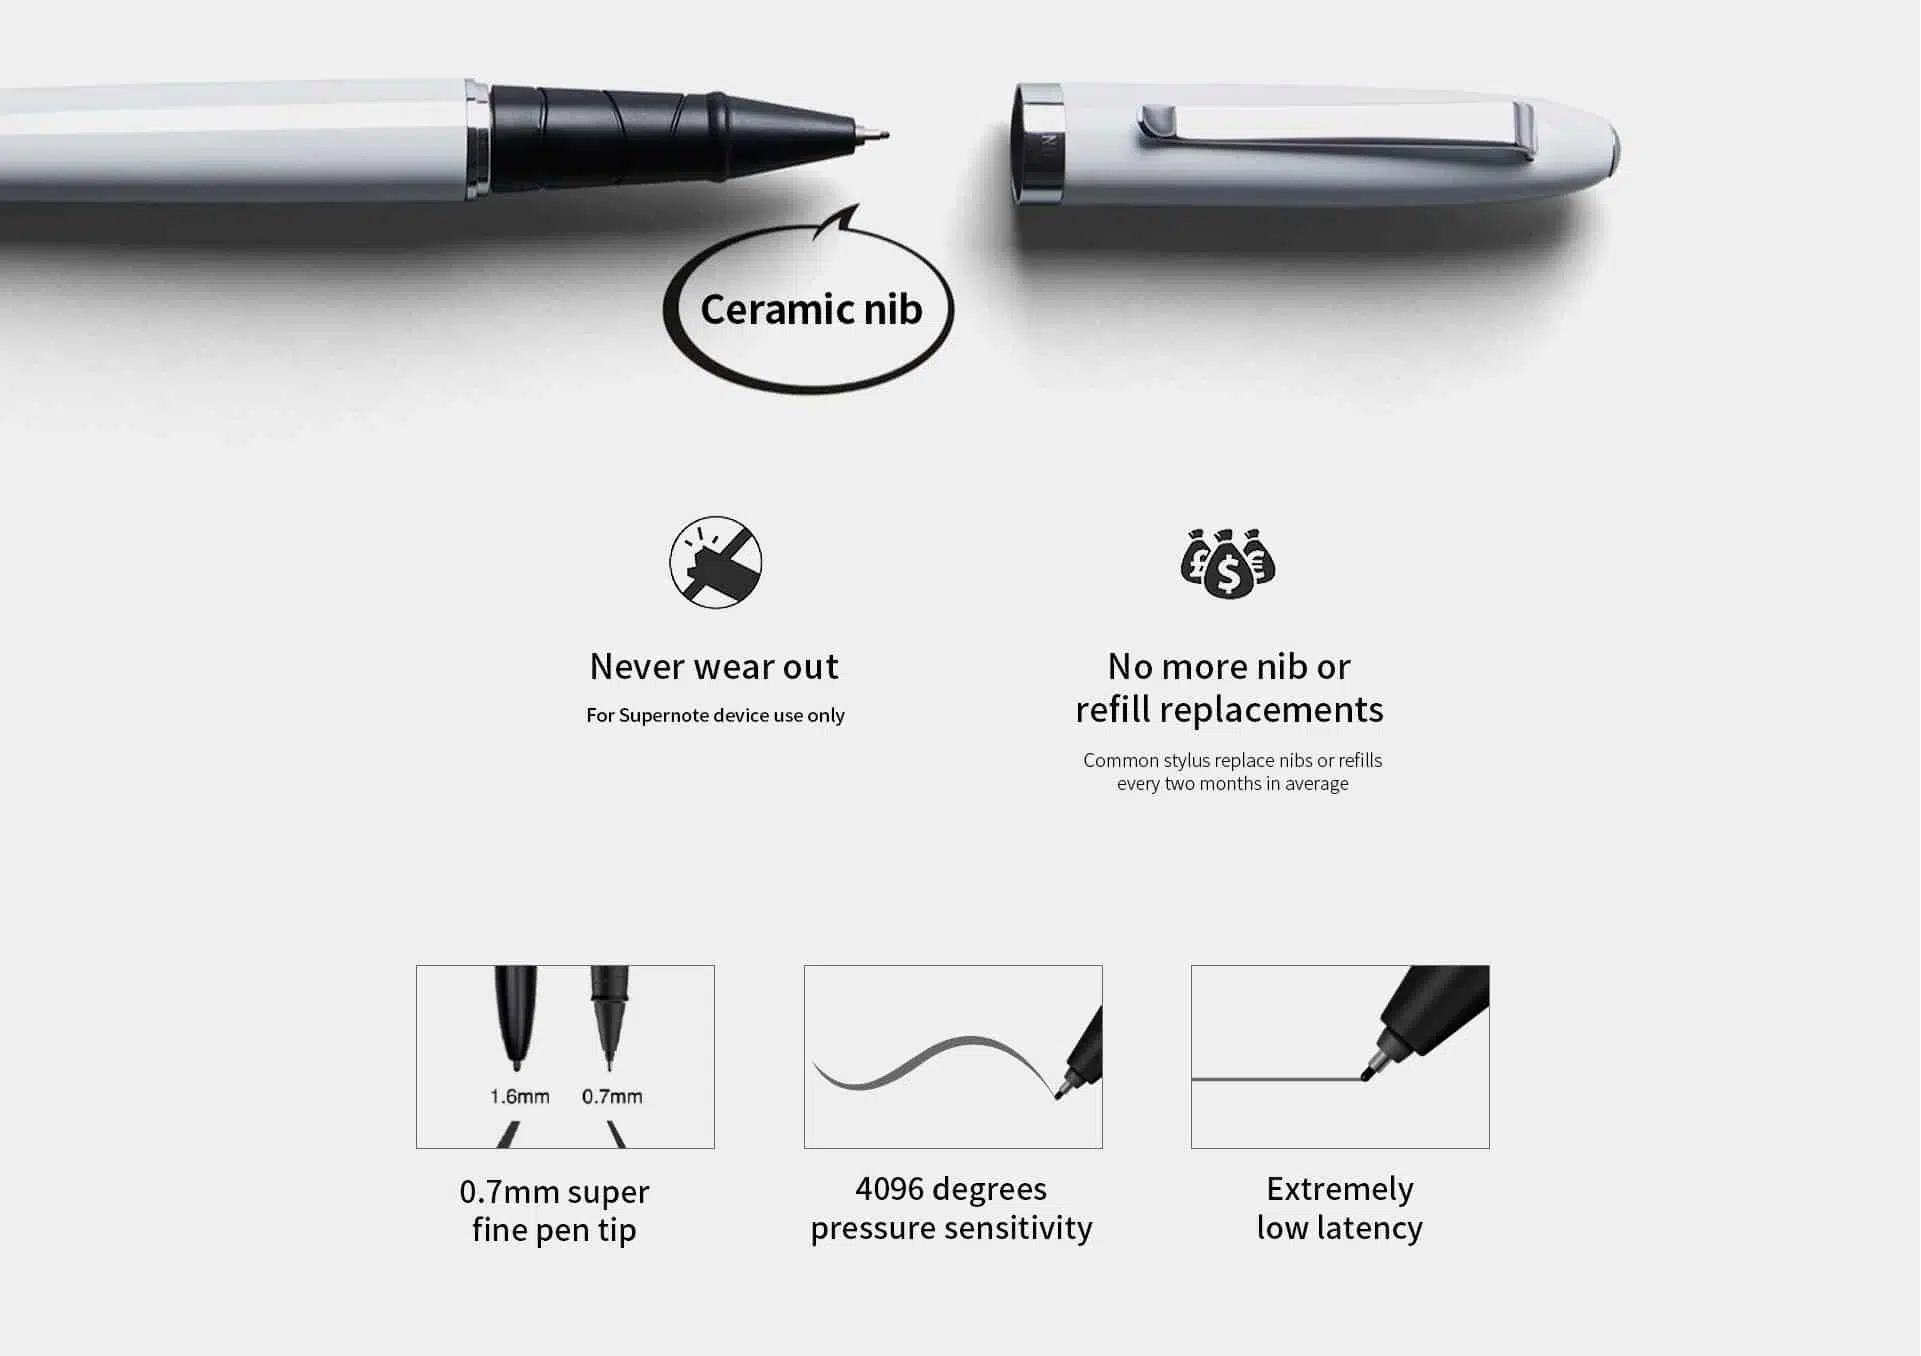 Ceramic nib
Never wear out
For Supernote device use only
No more nib or
refill replacements
Common stylus replace nibs or refills
every two months in average
1.6mm 0.7mm
0.7mm super
fine pen tip
4096 degrees
pressure sensitivity
Extremely
low latency